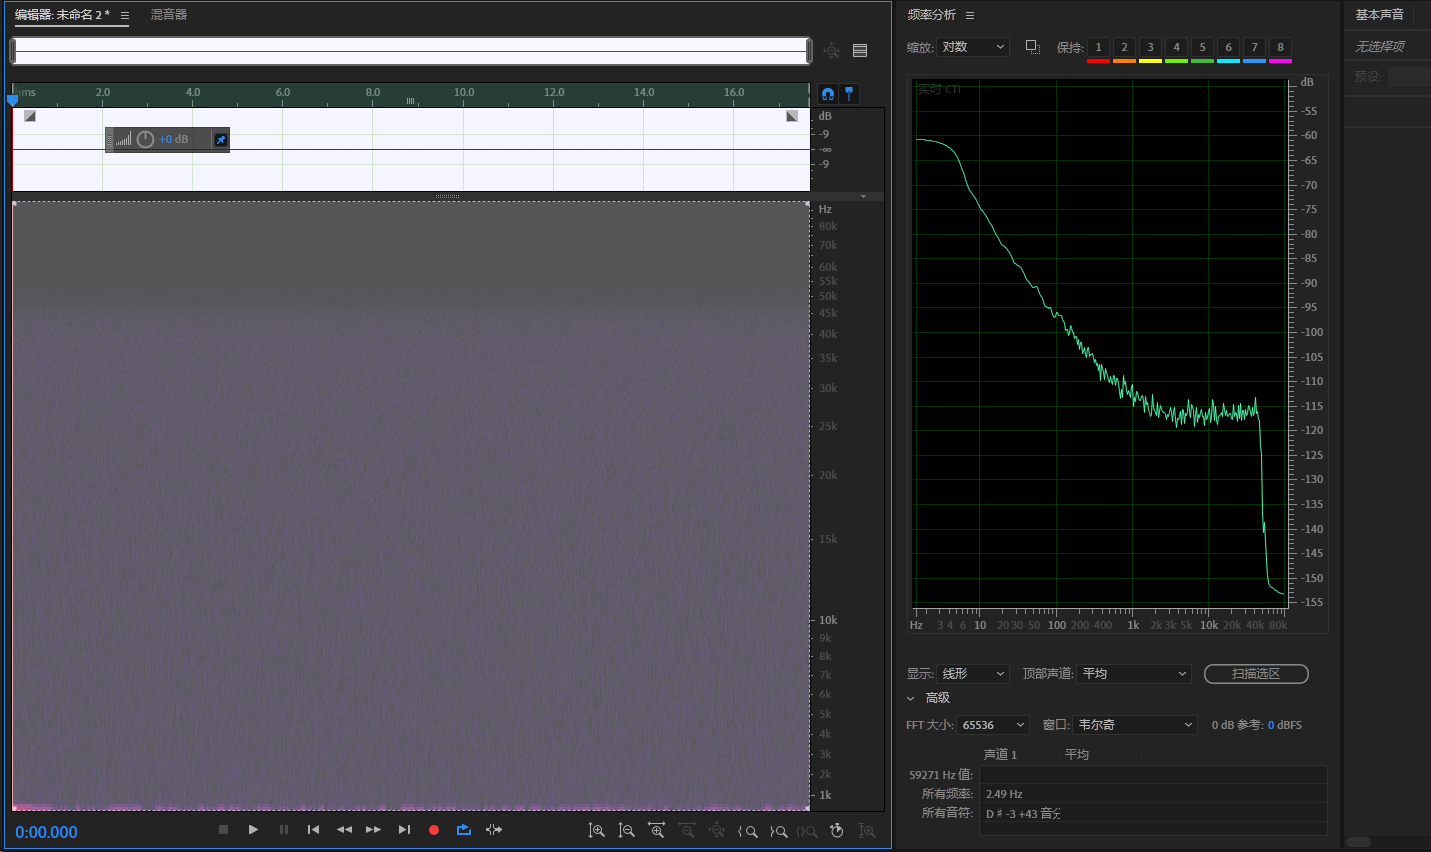 编辑器: 未命名 2 *
混音器
频率分析
基本声音
缩放: 对数
保持: 1 2 3 4 5 6 7 8
无选择项
预设:
hms 2.0 4.0 6.0 8.0 10.0 12.0 14.0 16.0
实时 CTI
dB
-9
-∞
-9
+0 dB
Hz
80k
70k
60k
55k
50k
45k
40k
35k
30k
25k
20k
15k
10k
9k
8k
7k
6k
5k
4k
3k
2k
1k
dB
-55
-60
-65
-70
-75
-80
-85
-90
-95
-100
-105
-110
-115
-120
-125
-130
-135
-140
-145
-150
-155
Hz 3 4 6 10 20 30 50 100 200 400 1k 2k 3k 5k 10k 20k 40k 80k
显示: 线形
顶部声道: 平均
扫描选区
高级
FFT 大小: 65536
窗口: 韦尔奇
0 dB 参考: 0 dBFS
声道 1 平均
59271 Hz 值:
所有频率: 2.49 Hz
所有音符: D ♯ -3 +43 音分
0:00.000